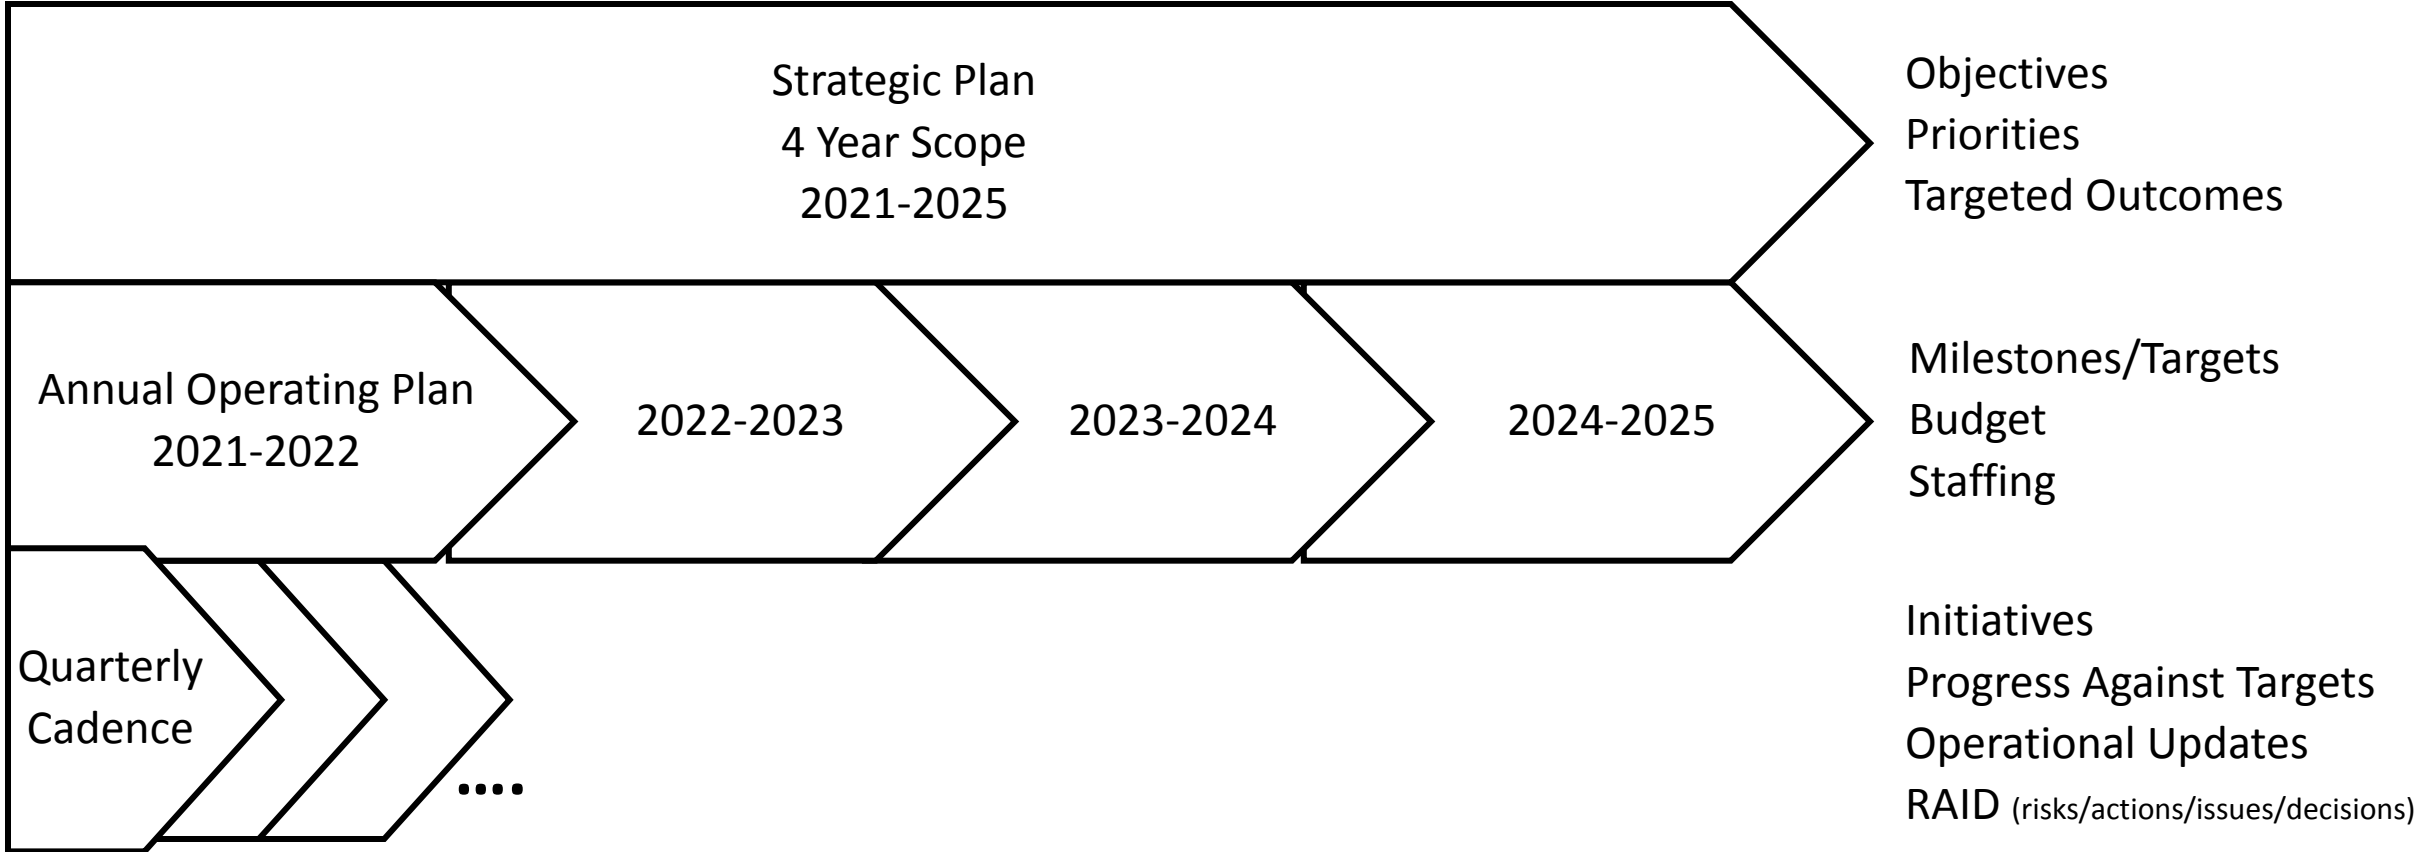 Strategic Plan
4 Year Scope
2021-2025
Objectives
Priorities
Targeted Outcomes
Annual Operating Plan
2021-2022
2022-2023
2023-2024
2024-2025
Milestones/Targets
Budget
Staffing
Quarterly
Cadence
....
Initiatives
Progress Against Targets
Operational Updates
RAID (risks/actions/issues/decisions)